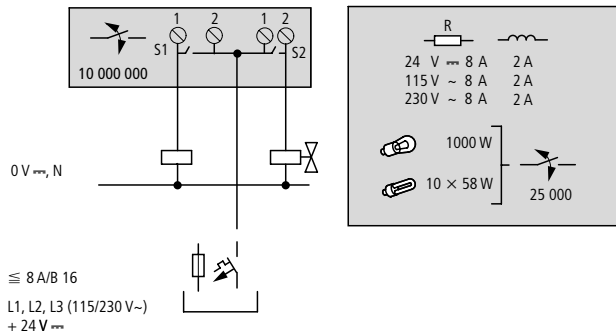 1 2 1 2
S1 S2
10 000 000
0 V ⎓, N
≦ 8 A/B 16
L1, L2, L3 (115/230 V~)
+ 24 V ⎓
R
24 V ⎓ 8 A 2 A
115 V ~ 8 A 2 A
230 V ~ 8 A 2 A
1000 W
10 × 58 W
25 000